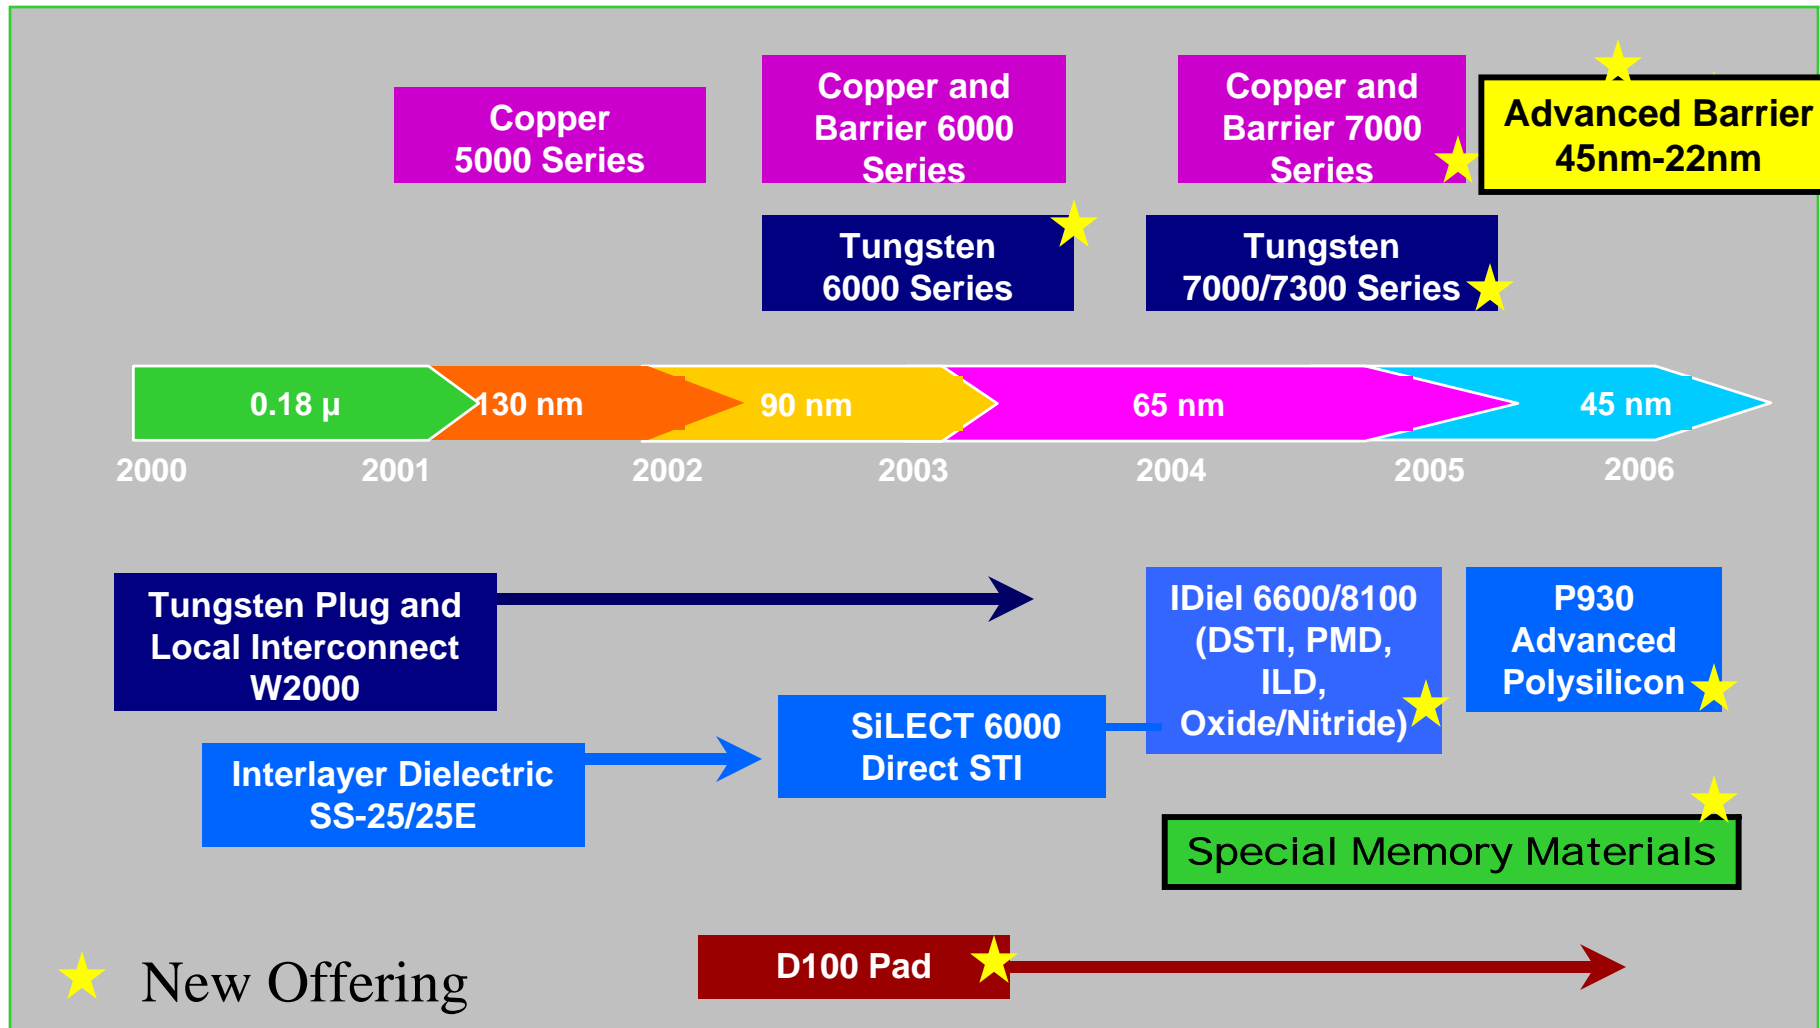 Copper
5000 Series
Copper and
Barrier 6000
Series
Copper and
Barrier 7000
Series
Advanced Barrier
45nm-22nm
Tungsten
6000 Series
Tungsten
7000/7300 Series
0.18 µ
130 nm
90 nm
65 nm
45 nm
2000
2001
2002
2003
2004
2005
2006
Tungsten Plug and
Local Interconnect
W2000
Interlayer Dielectric
SS-25/25E
SiLECT 6000
Direct STI
IDiel 6600/8100
(DSTI, PMD,
ILD,
Oxide/Nitride)
P930
Advanced
Polysilicon
Special Memory Materials
D100 Pad
New Offering